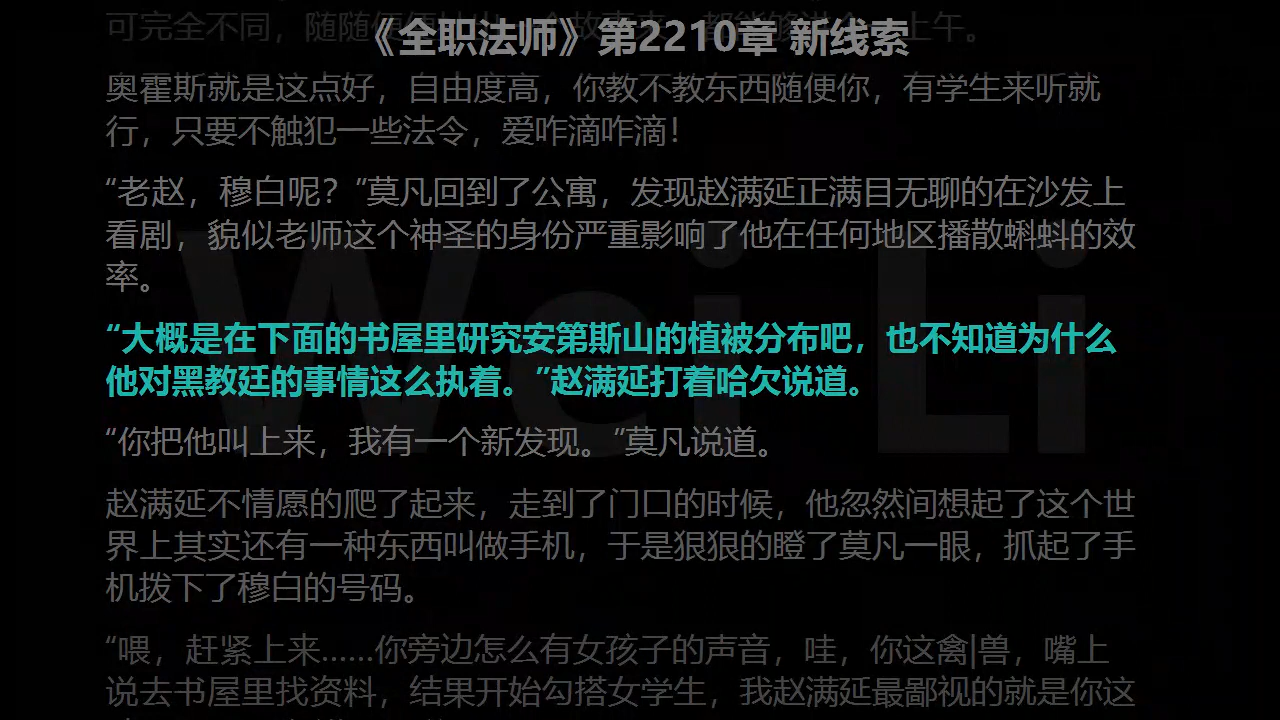 《全职法师》第2210章 新线索
可完全不同，随随便便
上午。
奥霍斯就是这点好，自由度高，你教不教东西随便你，有学生来听就
行，只要不触犯一些法令，爱咋滴咋滴！
“老赵，穆白呢？”莫凡回到了公寓，发现赵满延正满目无聊的在沙发上
看剧，貌似老师这个神圣的身份严重影响了他在任何地区播散蝌蚪的效
率。
“大概是在下面的书屋里研究安第斯山的植被分布吧，也不知道为什么
他对黑教廷的事情这么执着。”赵满延打着哈欠说道。
“你把他叫上来，我有一个新发现。”莫凡说道。
赵满延不情愿的爬了起来，走到了门口的时候，他忽然间想起了这个世
界上其实还有一种东西叫做手机，于是狠狠的瞪了莫凡一眼，抓起了手
机拨下了穆白的号码。
“喂，赶紧上来……你旁边怎么有女孩子的声音，哇，你这禽|兽，嘴上
说去书屋里找资料，结果开始勾搭女学生，我赵满延最鄙视的就是你这
Wei Li